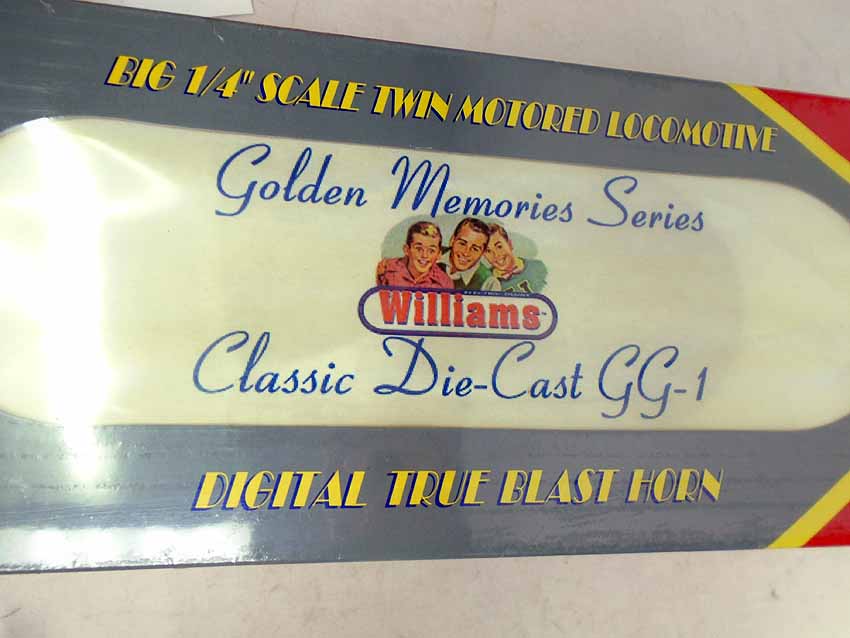 BIG 1/4" SCALE TWIN MOTORED LOCOMOTIVE
Golden Memories Series
Williams
Classic Die-Cast GG-1
DIGITAL TRUE BLAST HORN